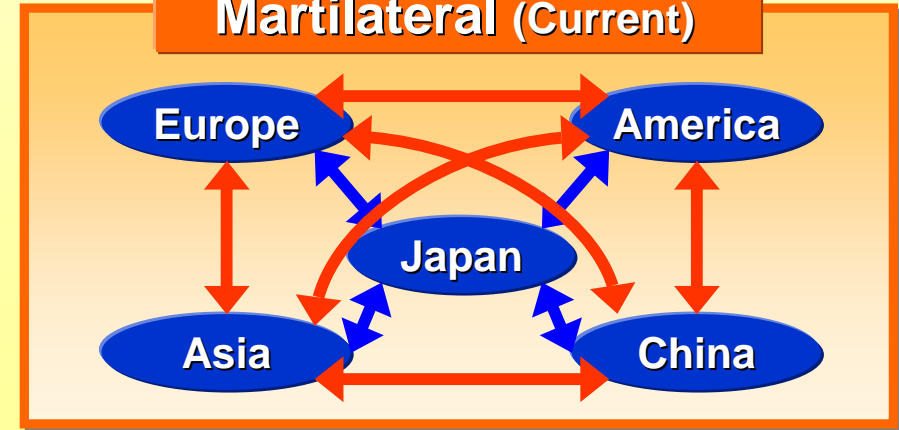 Martilateral (Current)
Europe
America
Japan
Asia
China